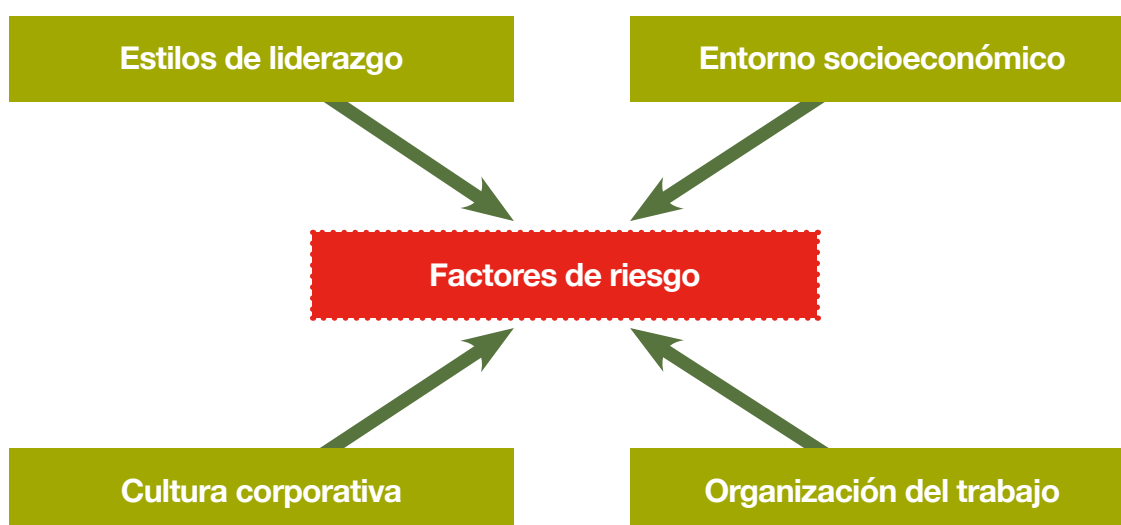 Estilos de liderazgo
Entorno socioeconómico
Factores de riesgo
Cultura corporativa
Organización del trabajo